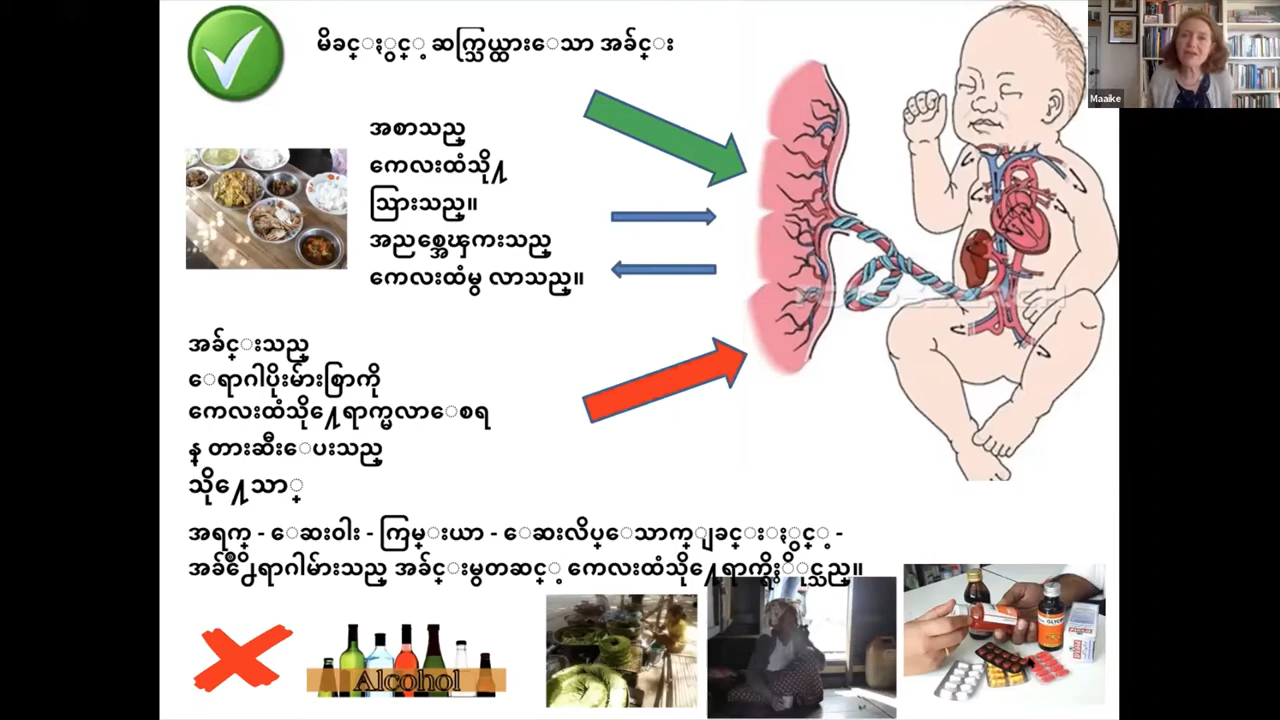 မိခင္ႏွင့္ ဆက္သြယ္ထားေသာ အခ်င္း
Maaike
အစာသည္
ကေလးထံသို႔
သြားသည္။
အညစ္အေၾကးသည္
ကေလးထံမွ လာသည္။
အခ်င္းသည္
ေရာဂါပိုးမ်ားစြာကို
ကေလးထံသို႔ေရာက္မလာေစရ
န္ တားဆီးေပးသည္
သို႔ေသာ္
အရက္ - ေဆးဝါး - ကြမ္းယာ - ေဆးလိပ္ေသာက္ျခင္းႏွင့္ -
အခ်ိဳ႕ေရာဂါမ်ားသည္ အခ်င္းမွတဆင့္ ကေလးထံသို႔ေရာက္ရွိႏိုင္သည္။
Alcohol